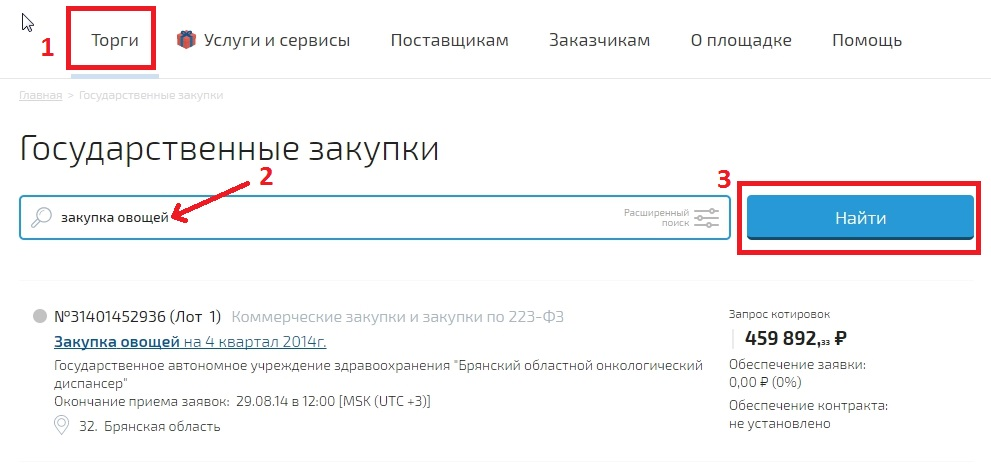 1 Торги Услуги и сервисы Поставщикам Заказчикам О площадке Помощь
Главная > Государственные закупки
Государственные закупки
2
3
закупка овощей
Расширенный
поиск
Найти
№31401452936 (Лот 1) Коммерческие закупки и закупки по 223-ФЗ
Закупка овощей на 4 квартал 2014г.
Государственное автономное учреждение здравоохранения "Брянский областной онкологический
диспансер"
Окончание приема заявок: 29.08.14 в 12:00 [MSK (UTC +3)]
32. Брянская область
Запрос котировок
459 892,33 ₽
Обеспечение заявки:
0,00 ₽ (0%)
Обеспечение контракта:
не установлено